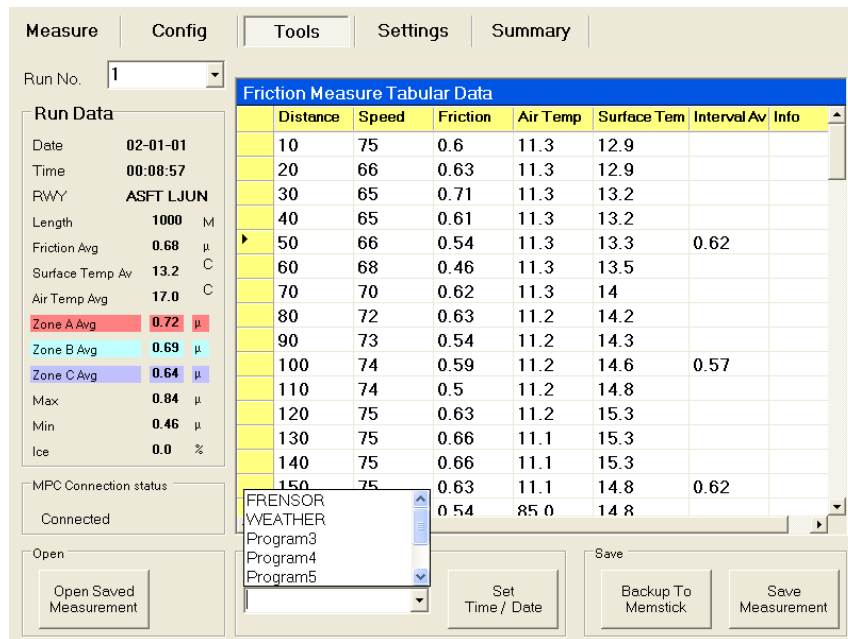 Measure Config Tools Settings Summary
Run No. 1
Run Data
Date 02-01-01
Time 00:08:57
RWY ASFT LJUN
Length 1000 M
Friction Avg 0.68 µ
Surface Temp Av 13.2 C
Air Temp Avg 17.0 C
Zone A Avg 0.72 µ
Zone B Avg 0.69 µ
Zone C Avg 0.64 µ
Max 0.84 µ
Min 0.46 µ
Ice 0.0 %
MPC Connection status
Connected
Friction Measure Tabular Data
Distance Speed Friction Air Temp Surface Tem Interval Av Info
10 75 0.6 11.3 12.9
20 66 0.63 11.3 12.9
30 65 0.71 11.3 13.2
40 65 0.61 11.3 13.2
50 66 0.54 11.3 13.3 0.62
60 68 0.46 11.3 13.5
70 70 0.62 11.3 14
80 72 0.63 11.2 14.2
90 73 0.54 11.2 14.3
100 74 0.59 11.2 14.6 0.57
110 74 0.5 11.2 14.8
120 75 0.63 11.2 15.3
130 75 0.66 11.1 15.3
140 75 0.66 11.1 15.3
150 75 0.63 11.1 14.8 0.62
0.54 85.0 14.8
FRENSOR
WEATHER
Program3
Program4
Program5
Open
Open Saved
Measurement
Set
Time / Date
Save
Backup To
Memstick
Save
Measurement